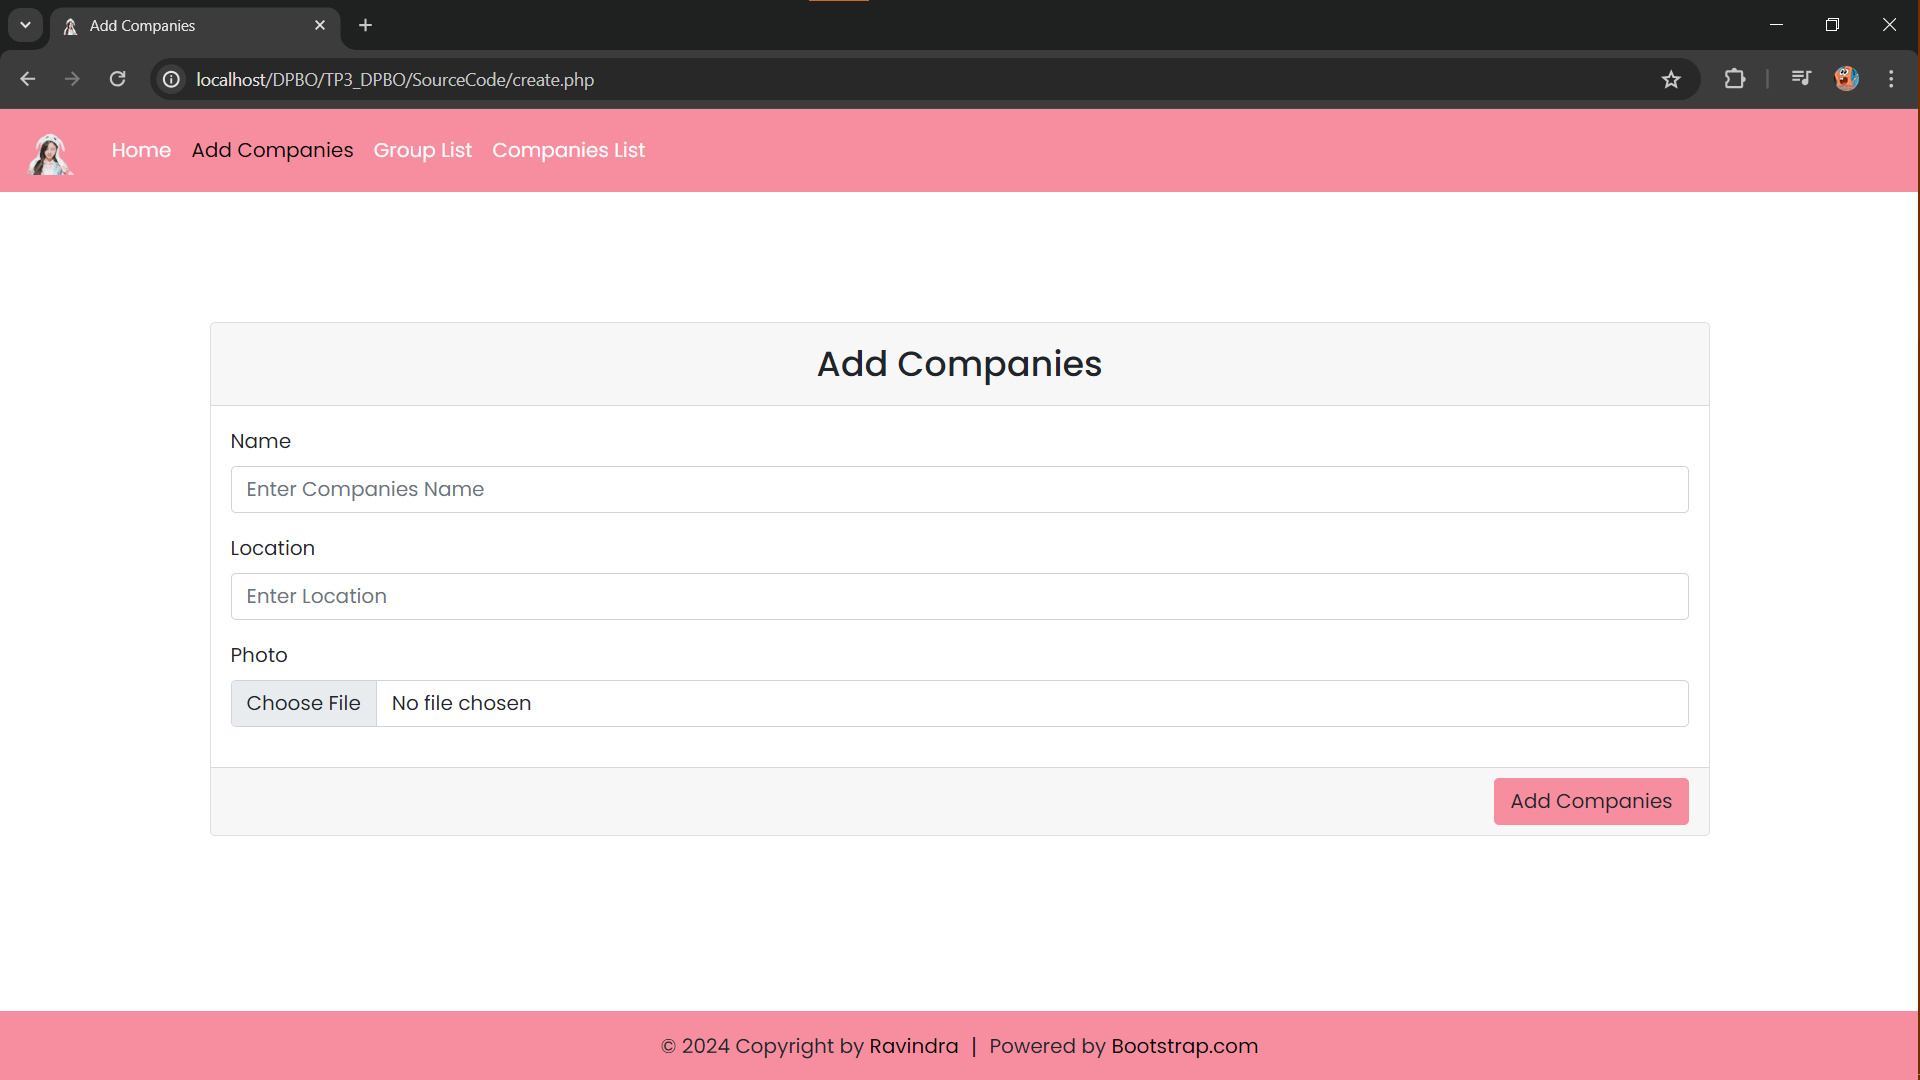 Add Companies
localhost/DPBO/TP3_DPBO/SourceCode/create.php
Home Add Companies Group List Companies List
Add Companies
Name
Enter Companies Name
Location
Enter Location
Photo
Choose File No file chosen
Add Companies
© 2024 Copyright by Ravindra | Powered by Bootstrap.com